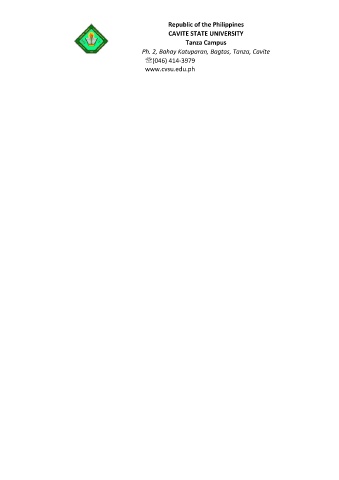 Republic of the Philippines
CAVITE STATE UNIVERSITY
Tanza Campus
Ph. 2, Bahay Katuparan, Bagtas, Tanza, Cavite
☏(046) 414-3979
www.cvsu.edu.ph